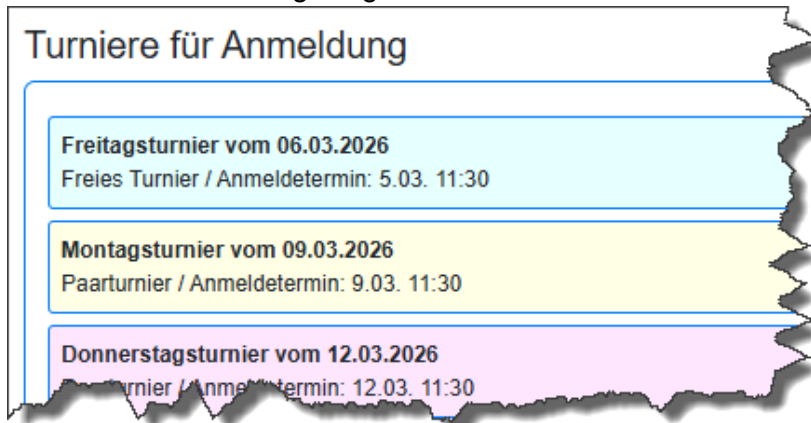 Turniere für Anmeldung
Freitagsturnier vom 06.03.2026
Freies Turnier / Anmeldetermin: 5.03. 11:30
Montagsturnier vom 09.03.2026
Paarturnier / Anmeldetermin: 9.03. 11:30
Donnerstagsturnier vom 12.03.2026
/ 12.03. 11:30